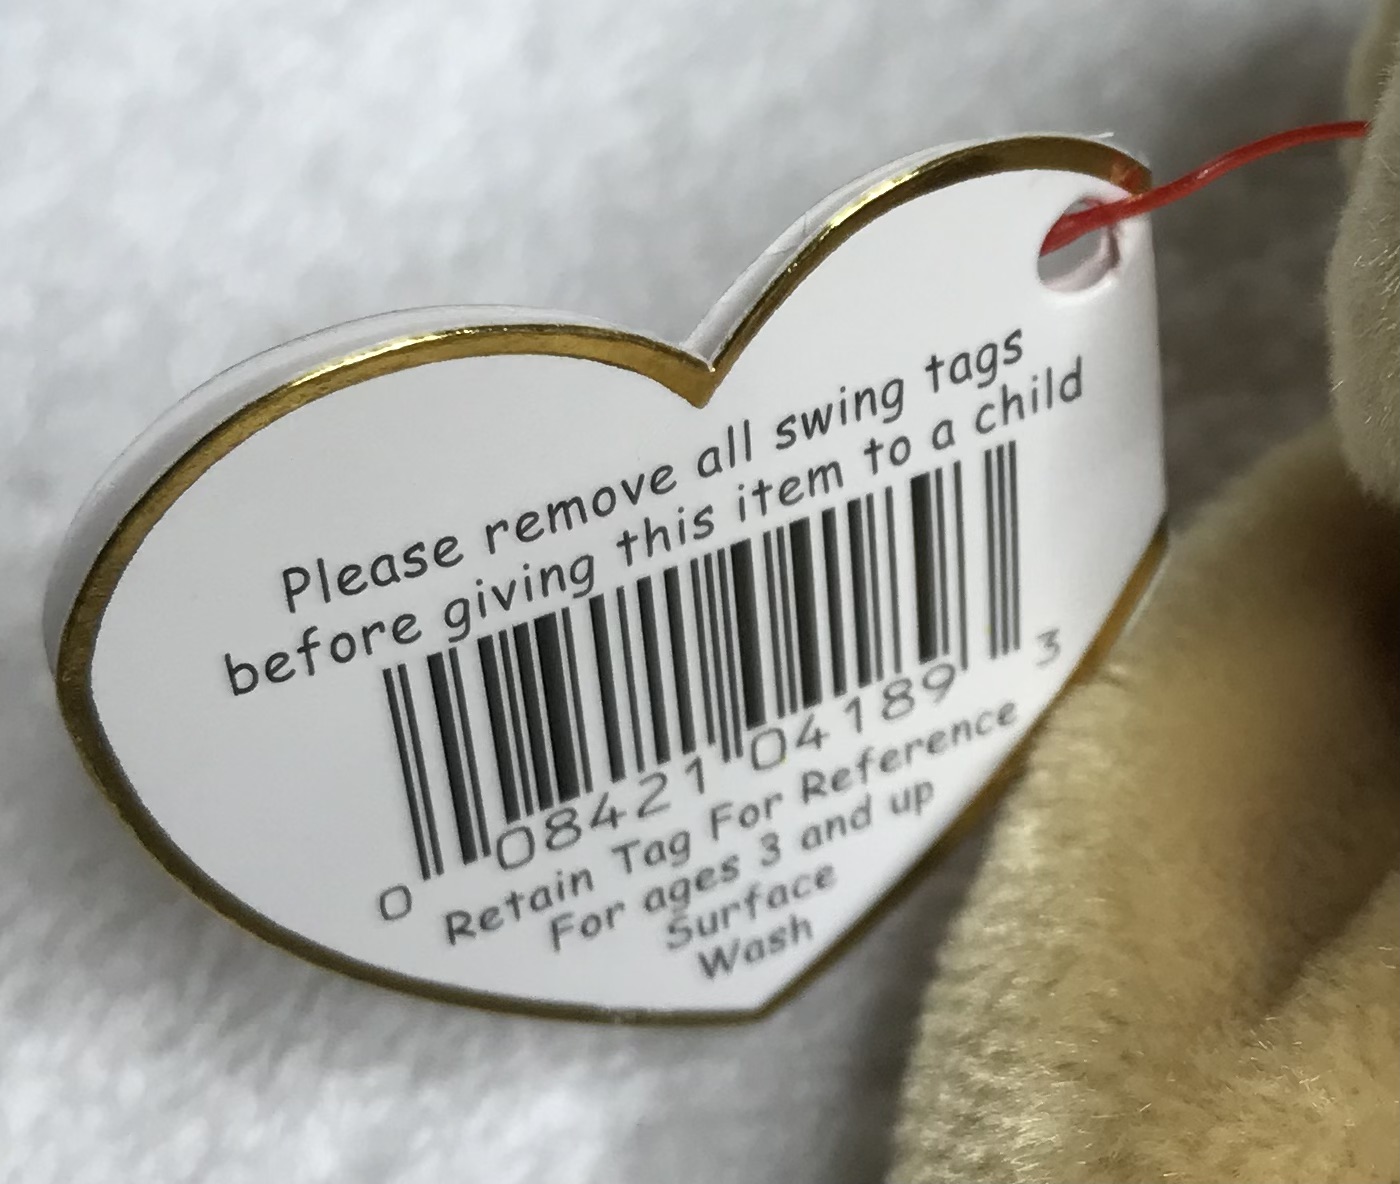 Please remove all swing tags
before giving this item to a child
0 08421 04189 3
Retain Tag For Reference
For ages 3 and up
Surface
Wash